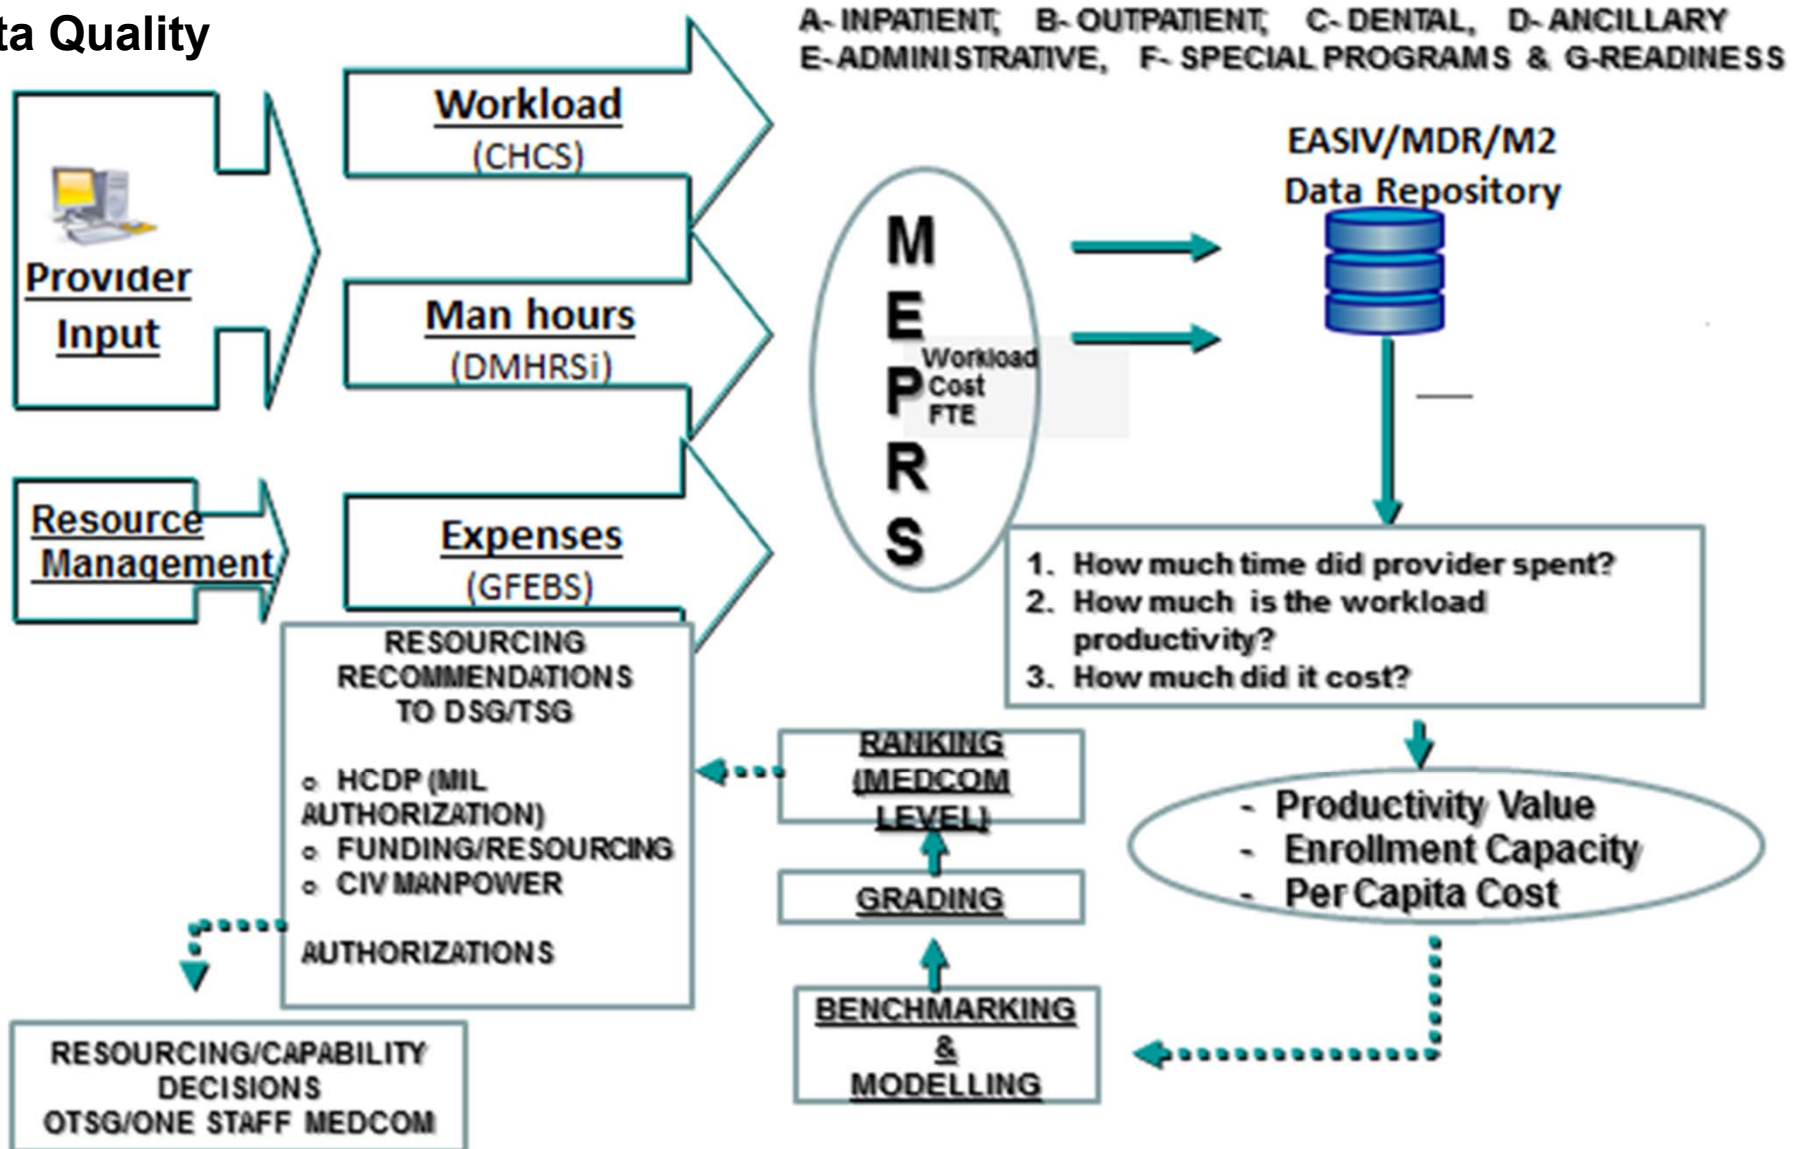 ta Quality
A- INPATIENT, B- OUTPATIENT, C- DENTAL, D- ANCILLARY
E- ADMINISTRATIVE, F- SPECIAL PROGRAMS & G-READINESS
Provider
Input
Workload
(CHCS)
Man hours
(DMHRSi)
Resource
Management
Expenses
(GFEBS)
M
E
P
R
S
Workload
Cost
FTE
EASIV/MDR/M2
Data Repository
1. How much time did provider spent?
2. How much is the workload
productivity?
3. How much did it cost?
- Productivity Value
- Enrollment Capacity
- Per Capita Cost
BENCHMARKING
&
MODELLING
GRADING
RANKING
(MEDCOM
LEVEL)
RESOURCING
RECOMMENDATIONS
TO DSG/TSG
o HCDP (MIL
AUTHORIZATION)
o FUNDING/RESOURCING
o CIV MANPOWER
AUTHORIZATIONS
RESOURCING/CAPABILITY
DECISIONS
OTSG/ONE STAFF MEDCOM